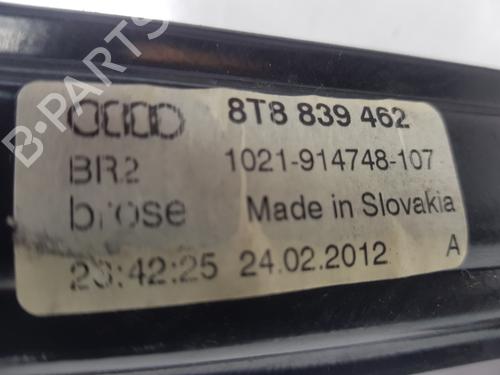 8T8 839 462
BR2 1021-914748-107
brose Made in Slovakia
23:42:25 24.02.2012 A
B-PARTS